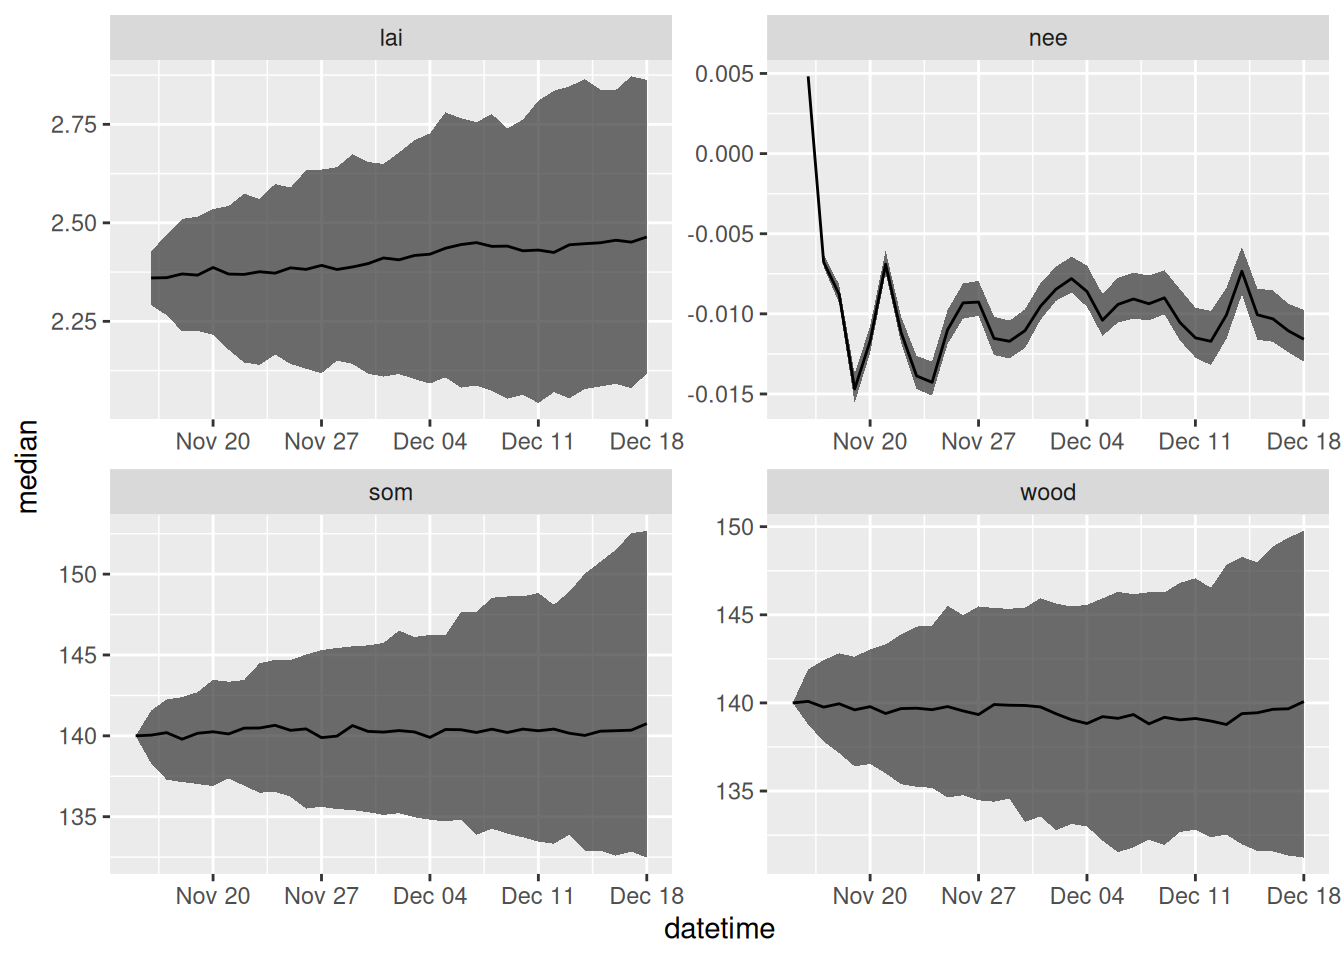 lai
nee
2.75
2.50
2.25
0.005
0.000
-0.005
-0.010
-0.015
Nov 20 Nov 27 Dec 04 Dec 11 Dec 18
Nov 20 Nov 27 Dec 04 Dec 11 Dec 18
median
som
wood
150
145
140
135
150
145
140
135
Nov 20 Nov 27 Dec 04 Dec 11 Dec 18
Nov 20 Nov 27 Dec 04 Dec 11 Dec 18
datetime